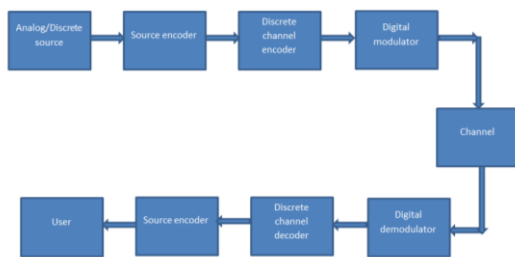 Analog/Discrete
source
Source encoder
Discrete
channel
encoder
Digital
modulator
Channel
User
Source encoder
Discrete
channel
decoder
Digital
demodulator